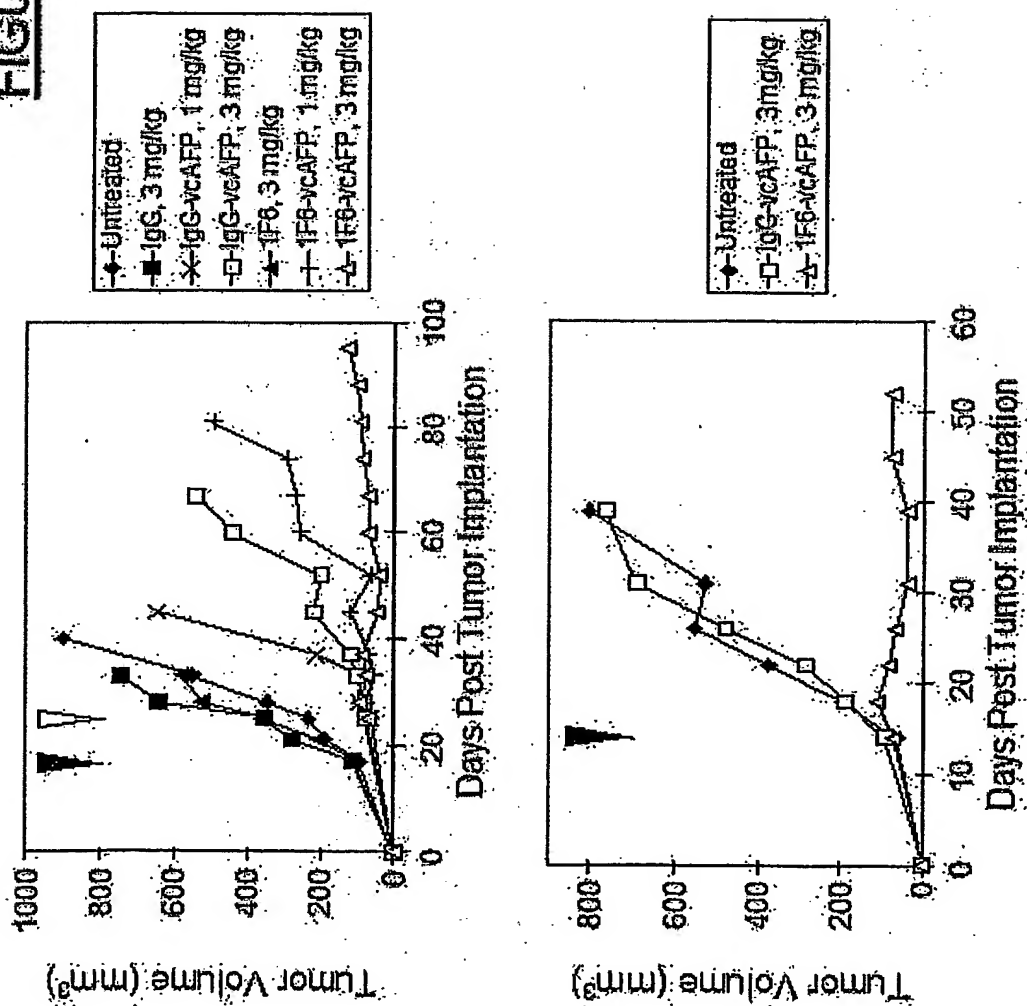 Untreated
IgG, 3 mg/kg
IgG-vcAFP, 1 mg/kg
IgG-vcAFP, 3 mg/kg
1F6, 3 mg/kg
1F6-vcAFP, 1 mg/kg
1F6-vcAFP, 3 mg/kg
Tumor Volume (mm³)
1000
800
600
400
200
0
0
20
40
60
80
100
Days Post Tumor Implantation
Untreated
IgG-vcAFP, 3mg/kg
1F6-vcAFP, 3 mg/kg
Tumor Volume (mm³)
800
600
400
200
0
0
10
20
30
40
50
60
Days Post Tumor Implantation